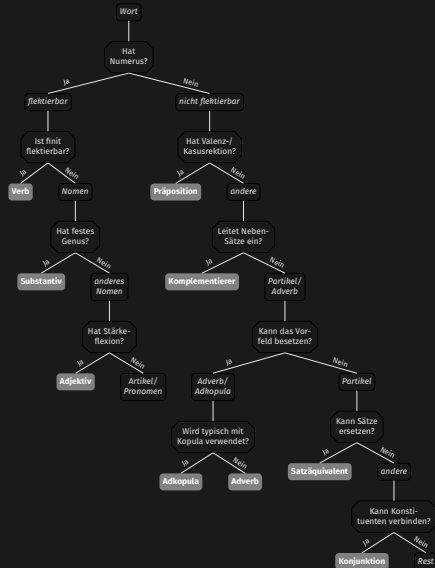 Wort
Hat
Numerus?
Ja
Nein
flektierbar
nicht flektierbar
Ist finit
flektierbar?
Hat Valenz-/
Kasusrektion?
Ja
Nein
Ja
Nein
Verb
Nomen
Präposition
andere
Hat festes
Genus?
Leitet Neben-
Sätze ein?
Ja
Nein
Ja
Nein
Substantiv
anderes
Nomen
Komplementierer
Partikel/
Adverb
Hat Stärke-
flexion?
Kann das Vor-
feld besetzen?
Ja
Nein
Ja
Nein
Adjektiv
Artikel/
Pronomen
Adverb/
Adkopula
Partikel
Wird typisch mit
Kopula verwendet?
Kann Sätze
ersetzen?
Ja
Nein
Ja
Nein
Adkopula
Adverb
Satzäquivalent
andere
Kann Konsti-
tuenten verbinden?
Ja
Nein
Konjunktion
Rest